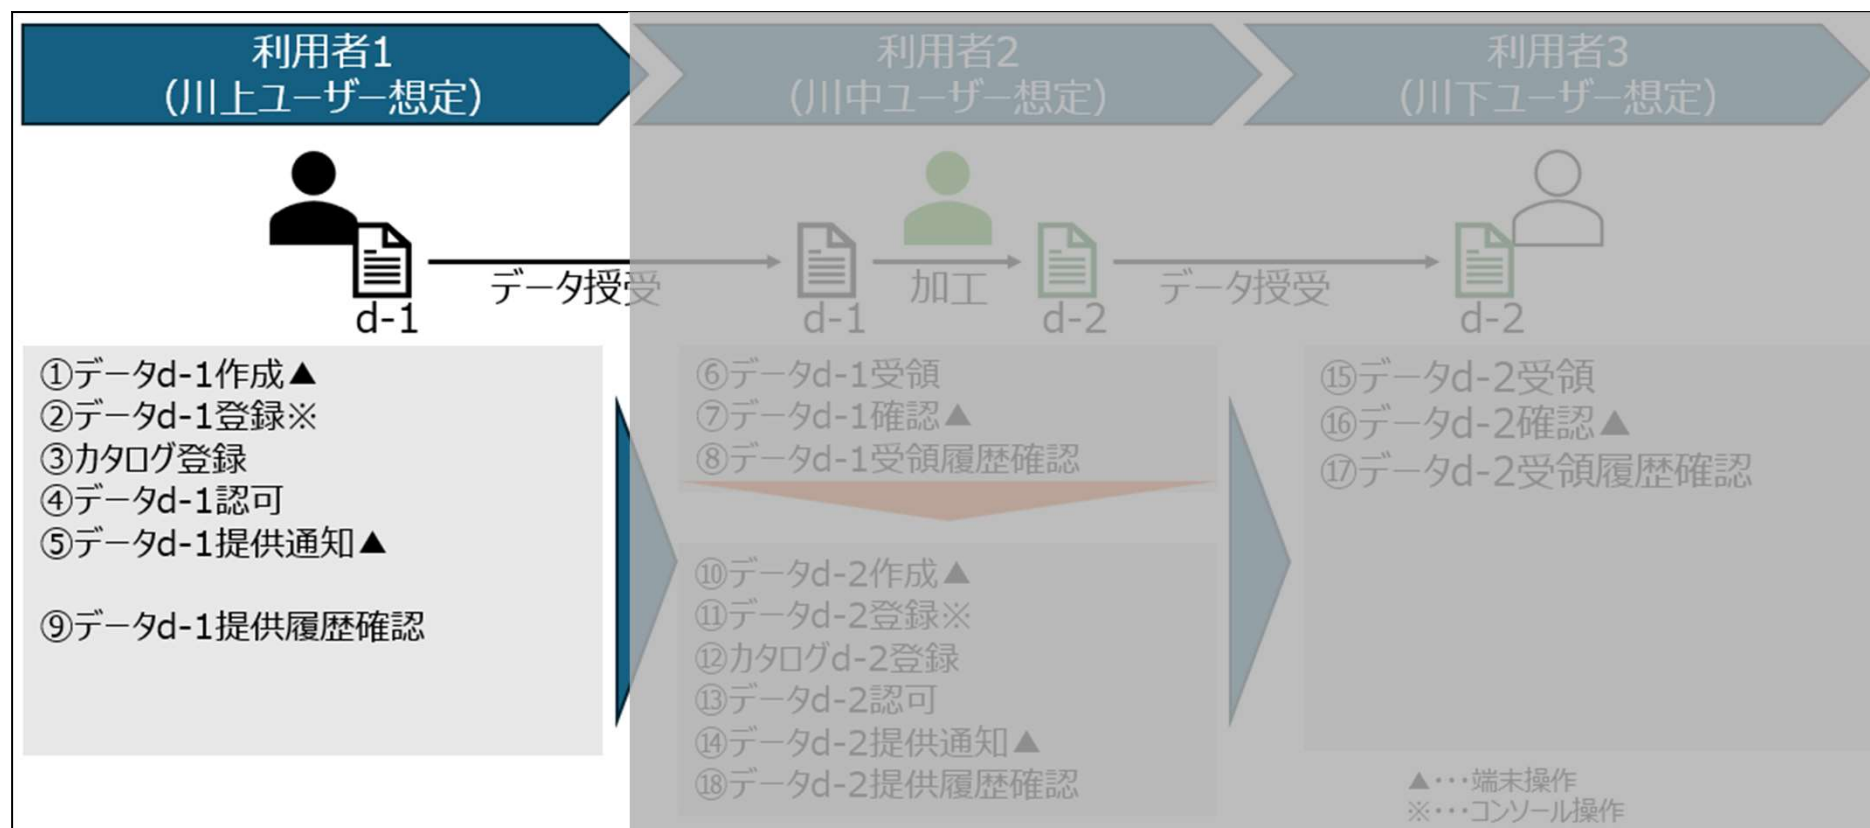 利用者1
(川上ユーザー想定)
利用者2
(川中ユーザー想定)
利用者3
(川下ユーザー想定)
データ授受
加工
データ授受
d-1
d-1
d-2
d-2
①データd-1作成▲
②データd-1登録※
③カタログ登録
④データd-1認可
⑤データd-1提供通知▲
⑨データd-1提供履歴確認
⑥データd-1受領
⑦データd-1確認▲
⑧データd-1受領履歴確認
⑩データd-2作成▲
⑪データd-2登録※
⑫カタログd-2登録
⑬データd-2認可
⑭データd-2提供通知▲
⑱データd-2提供履歴確認
⑮データd-2受領
⑯データd-2確認▲
⑰データd-2受領履歴確認
▲･･･端末操作
※･･･コンソール操作